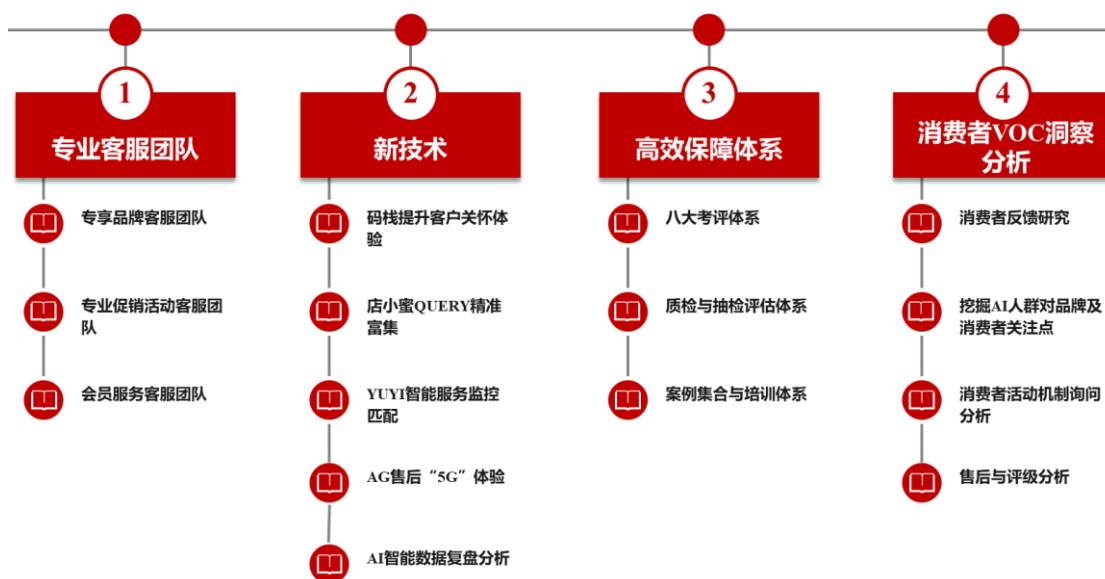 1
专业客服团队
专享品牌客服团队
专业促销活动客服团
队
会员服务客服团队
2
新技术
码栈提升客户关怀体
验
店小蜜QUERY精准
富集
YUYI智能服务监控
匹配
AG售后“5G”体验
AI智能数据复盘分析
3
高效保障体系
八大考评体系
质检与抽检评估体系
案例集合与培训体系
4
消费者VOC洞察
分析
消费者反馈研究
挖掘AI人群对品牌及
消费者关注点
消费者活动机制询问
分析
售后与评级分析